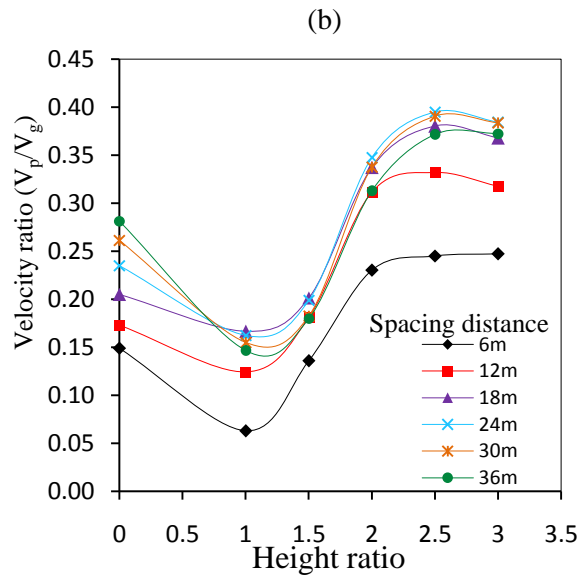 (b)
Velocity ratio (Vp/Vg)
0.45
0.40
0.35
0.30
0.25
0.20
0.15
0.10
0.05
0.00
Spacing distance
6m
12m
18m
24m
30m
36m
0 0.5 1 1.5 2 2.5 3 3.5
Height ratio